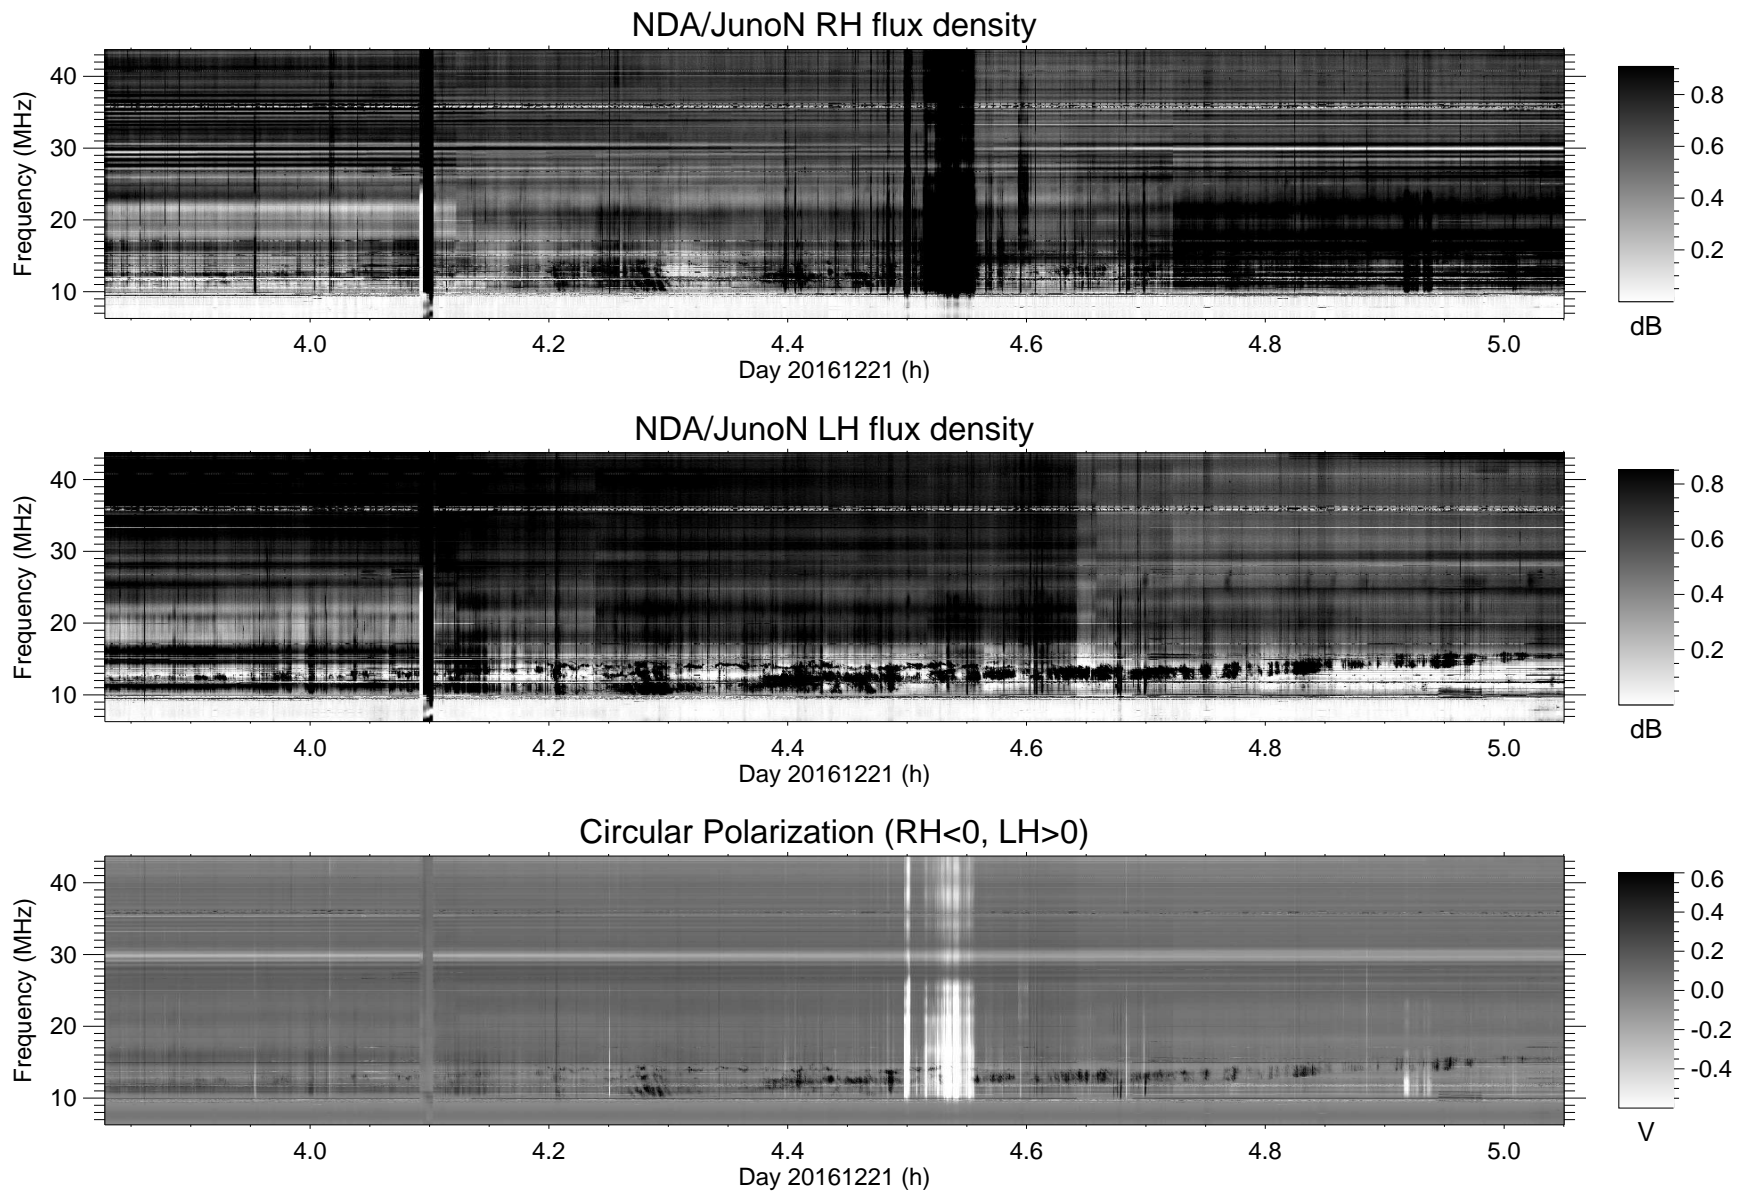 NDA/JunoN RH flux density
Frequency (MHz)
40
30
20
10
4.0 4.2 4.4 4.6 4.8 5.0
Day 20161221 (h)
0.8
0.6
0.4
0.2
dB
NDA/JunoN LH flux density
Frequency (MHz)
40
30
20
10
4.0 4.2 4.4 4.6 4.8 5.0
Day 20161221 (h)
0.8
0.6
0.4
0.2
dB
Circular Polarization (RH<0, LH>0)
Frequency (MHz)
40
30
20
10
4.0 4.2 4.4 4.6 4.8 5.0
Day 20161221 (h)
0.6
0.4
0.2
0.0
-0.2
-0.4
V